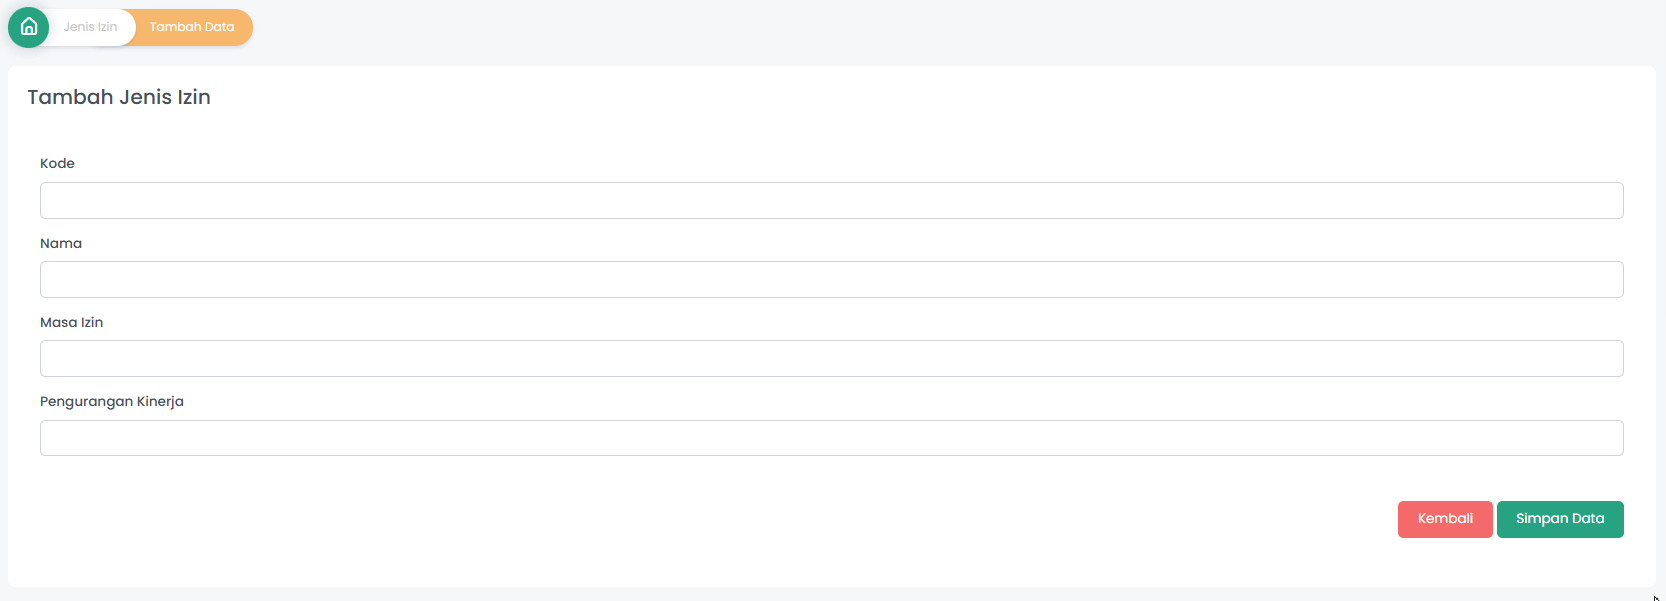 Jenis Izin Tambah Data
Tambah Jenis Izin
Kode
Nama
Masa Izin
Pengurangan Kinerja
Kembali Simpan Data